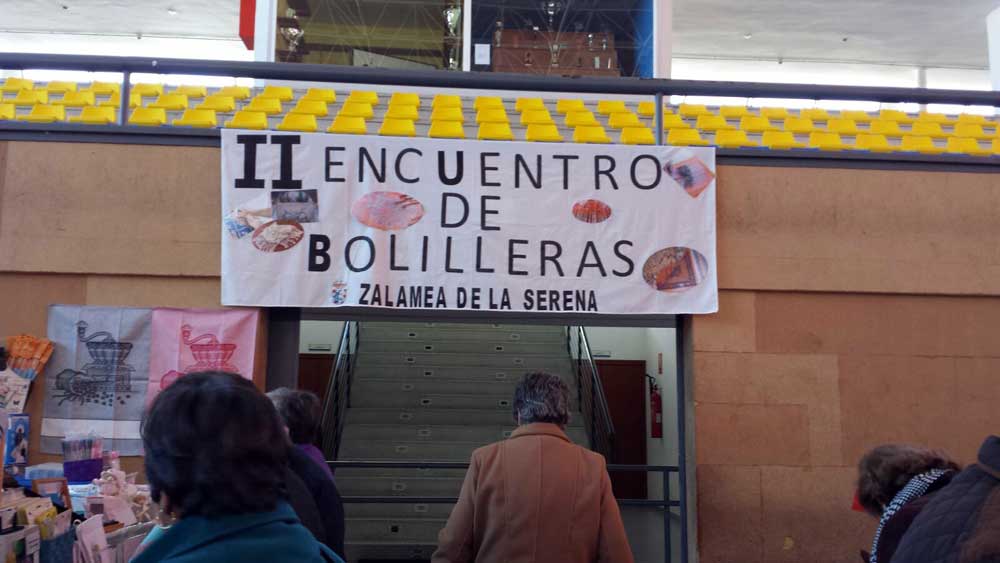 II ENCUENTRO
DE
BOLILLERAS
ZALAMEA DE LA SERENA